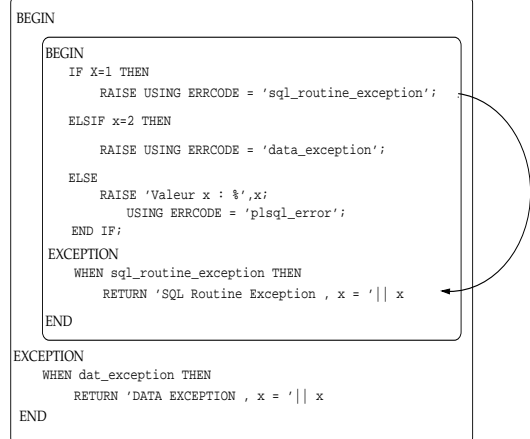 BEGIN
BEGIN
IF X=1 THEN
RAISE USING ERRCODE = 'sql_routine_exception';
ELSIF x=2 THEN
RAISE USING ERRCODE = 'data_exception';
ELSE
RAISE 'Valeur x : %',x;
USING ERRCODE = 'plsql_error';
END IF;
EXCEPTION
WHEN sql_routine_exception THEN
RETURN 'SQL Routine Exception , x = '|| x
END
EXCEPTION
WHEN dat_exception THEN
RETURN 'DATA EXCEPTION , x = '|| x
END